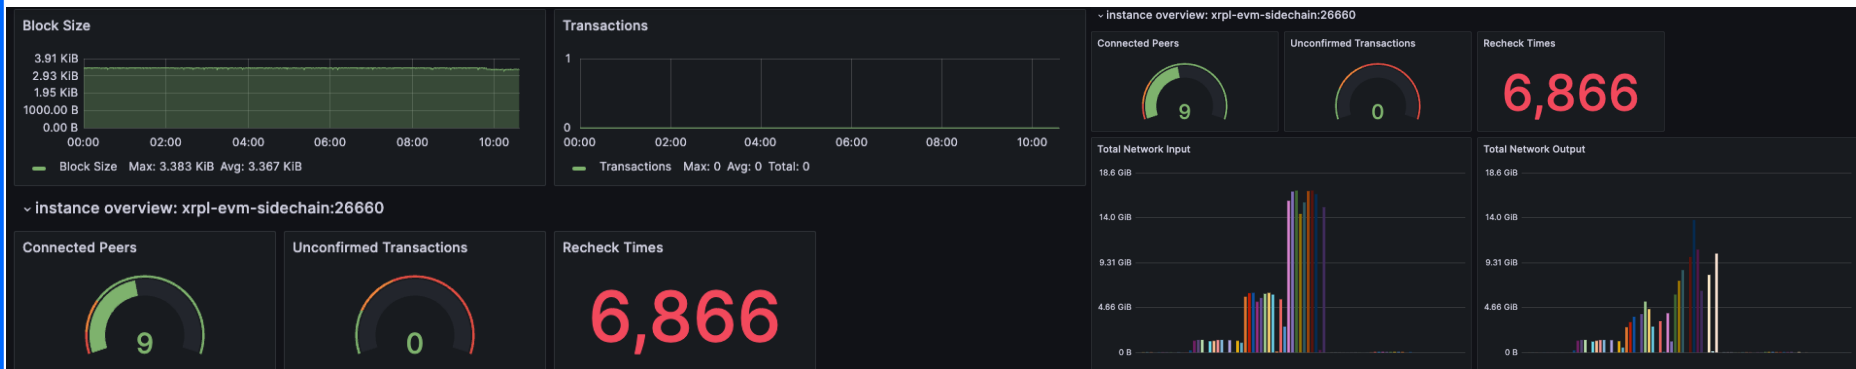 Block Size
3.91 KiB
2.93 KiB
1.95 KiB
1000.00 B
0.00 B
00:00 02:00 04:00 06:00 08:00 10:00
Block Size Max: 3.383 KiB Avg: 3.367 KiB
Transactions
1
0
00:00 02:00 04:00 06:00 08:00 10:00
Transactions Max: 0 Avg: 0 Total: 0
instance overview: xrpl-evm-sidechain:26660
Connected Peers
9
Unconfirmed Transactions
0
Recheck Times
6,866
instance overview: xrpl-evm-sidechain:26660
Connected Peers
9
Unconfirmed Transactions
0
Recheck Times
6,866
Total Network Input
18.6 GiB
14.0 GiB
9.31 GiB
4.66 GiB
0 B
Total Network Output
18.6 GiB
14.0 GiB
9.31 GiB
4.66 GiB
0 B